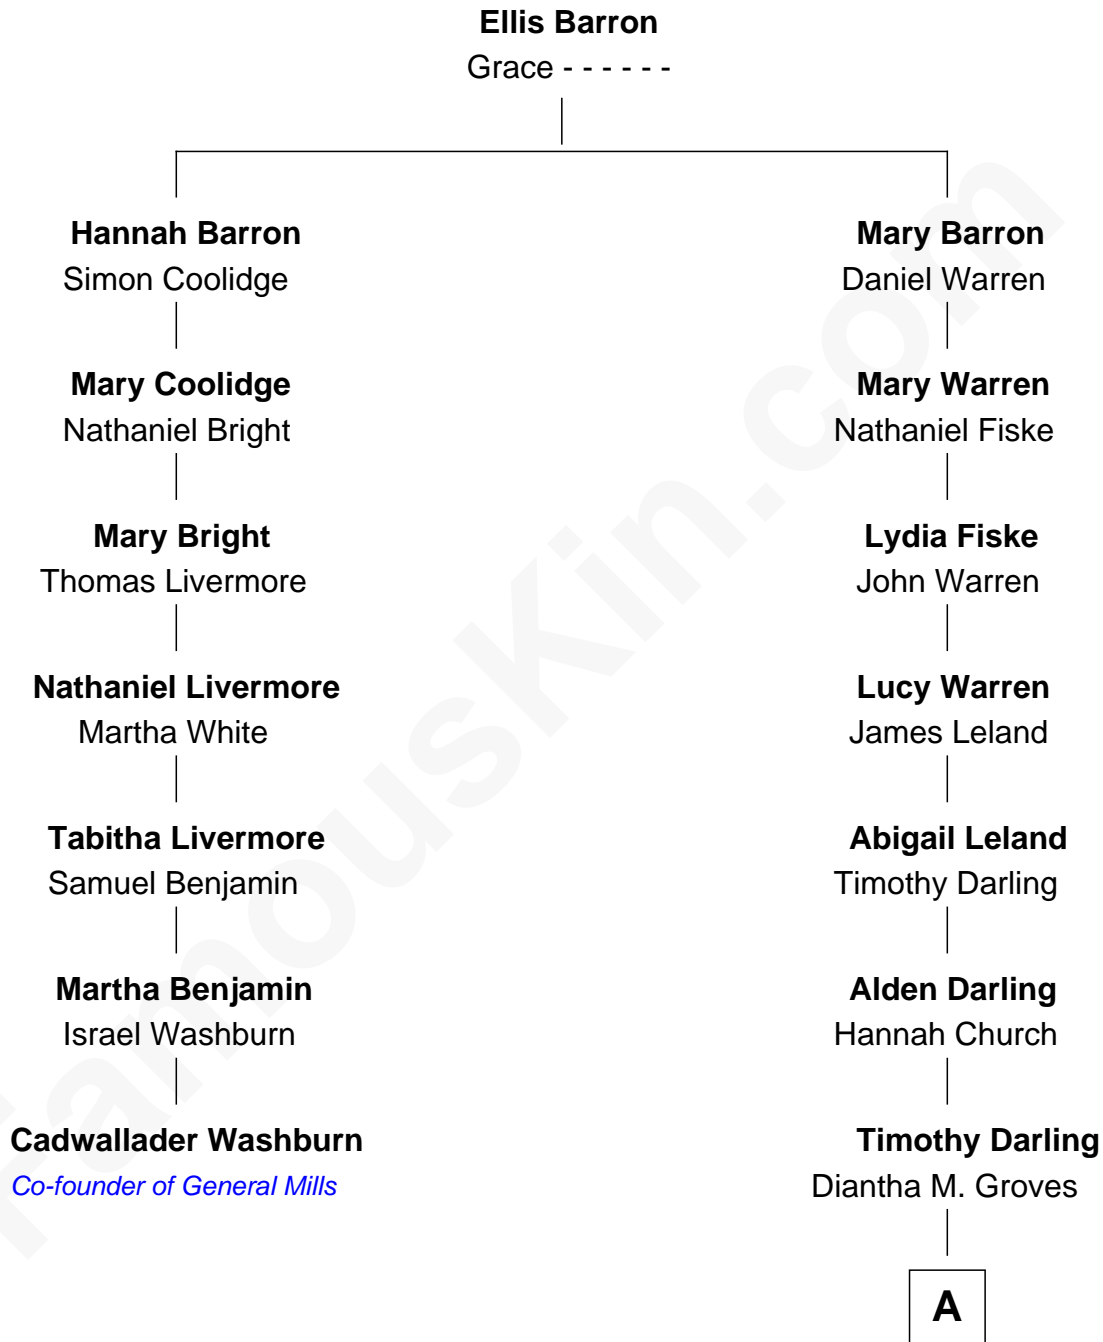 Ellis Barron
Grace - - - - - -
Hannah Barron
Simon Coolidge
Mary Coolidge
Nathaniel Bright
Mary Bright
Thomas Livermore
Nathaniel Livermore
Martha White
Tabitha Livermore
Samuel Benjamin
Martha Benjamin
Israel Washburn
Cadwallader Washburn
Co-founder of General Mills
Mary Barron
Daniel Warren
Mary Warren
Nathaniel Fiske
Lydia Fiske
John Warren
Lucy Warren
James Leland
Abigail Leland
Timothy Darling
Alden Darling
Hannah Church
Timothy Darling
Diantha M. Groves
A
FamousKin.com